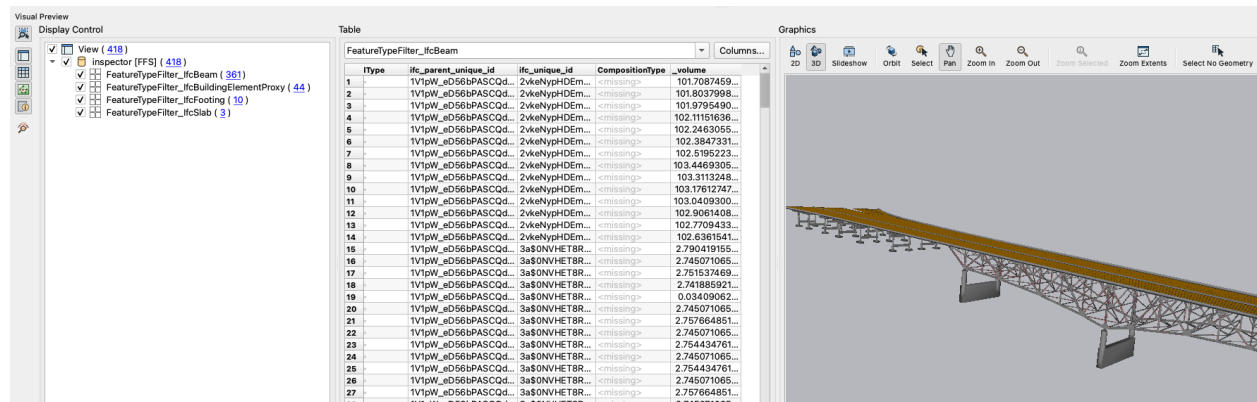 Visual Preview
Display Control
View ( 418 )
inspector [FFS] ( 418 )
FeatureTypeFilter_IfcBeam ( 361)
FeatureTypeFilter_IfcBuildingElementProxy ( 44 )
FeatureTypeFilter_IfcFooting ( 10 )
FeatureTypeFilter_IfcSlab ( 3 )
Table
FeatureTypeFilter_IfcBeam Columns...
lType ifc_parent_unique_id ifc_unique_id CompositionType _volume
1 1V1pW_eD56bPASCQd... 2vkeNypHDEm... <missing> 101.7087459...
2 1V1pW_eD56bPASCQd... 2vkeNypHDEm... <missing> 101.8037998...
3 1V1pW_eD56bPASCQd... 2vkeNypHDEm... <missing> 101.9795490...
4 1V1pW_eD56bPASCQd... 2vkeNypHDEm... <missing> 102.11151636...
5 1V1pW_eD56bPASCQd... 2vkeNypHDEm... <missing> 102.2463055...
6 1V1pW_eD56bPASCQd... 2vkeNypHDEm... <missing> 102.3847331...
7 1V1pW_eD56bPASCQd... 2vkeNypHDEm... <missing> 102.5195223...
8 1V1pW_eD56bPASCQd... 2vkeNypHDEm... <missing> 103.4469305...
9 1V1pW_eD56bPASCQd... 2vkeNypHDEm... <missing> 103.3113248...
10 1V1pW_eD56bPASCQd... 2vkeNypHDEm... <missing> 103.17612747...
11 1V1pW_eD56bPASCQd... 2vkeNypHDEm... <missing> 103.0409300...
12 1V1pW_eD56bPASCQd... 2vkeNypHDEm... <missing> 102.9061408...
13 1V1pW_eD56bPASCQd... 2vkeNypHDEm... <missing> 102.7709433...
14 1V1pW_eD56bPASCQd... 2vkeNypHDEm... <missing> 102.6361541...
15 1V1pW_eD56bPASCQd... 3a$0NVHET8R... <missing> 2.790419155...
16 1V1pW_eD56bPASCQd... 3a$0NVHET8R... <missing> 2.745071065...
17 1V1pW_eD56bPASCQd... 3a$0NVHET8R... <missing> 2.751537469...
18 1V1pW_eD56bPASCQd... 3a$0NVHET8R... <missing> 2.741885921...
19 1V1pW_eD56bPASCQd... 3a$0NVHET8R... <missing> 0.03409062...
20 1V1pW_eD56bPASCQd... 3a$0NVHET8R... <missing> 2.745071065...
21 1V1pW_eD56bPASCQd... 3a$0NVHET8R... <missing> 2.757664851...
22 1V1pW_eD56bPASCQd... 3a$0NVHET8R... <missing> 2.745071065...
23 1V1pW_eD56bPASCQd... 3a$0NVHET8R... <missing> 2.754434761...
24 1V1pW_eD56bPASCQd... 3a$0NVHET8R... <missing> 2.745071065...
25 1V1pW_eD56bPASCQd... 3a$0NVHET8R... <missing> 2.754434761...
26 1V1pW_eD56bPASCQd... 3a$0NVHET8R... <missing> 2.745071065...
27 1V1pW_eD56bPASCQd... 3a$0NVHET8R... <missing> 2.757664851...
Graphics
2D 3D Slideshow Orbit Select Pan Zoom In Zoom Out Zoom Selected Zoom Extents Select No Geometry